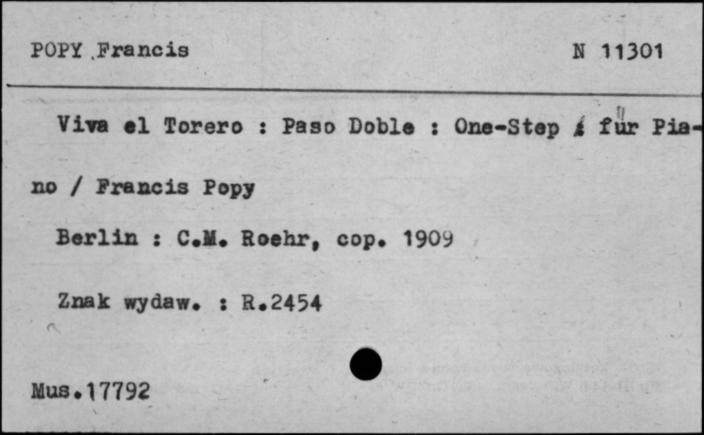 POPY Francis N 11301
Viva el Torero : Paso Doble : One-Step / für Pia-
no / Francis Popy
Berlin : C.M. Roehr, cop. 1909
Znak wydaw. : R.2454
Mus.17792